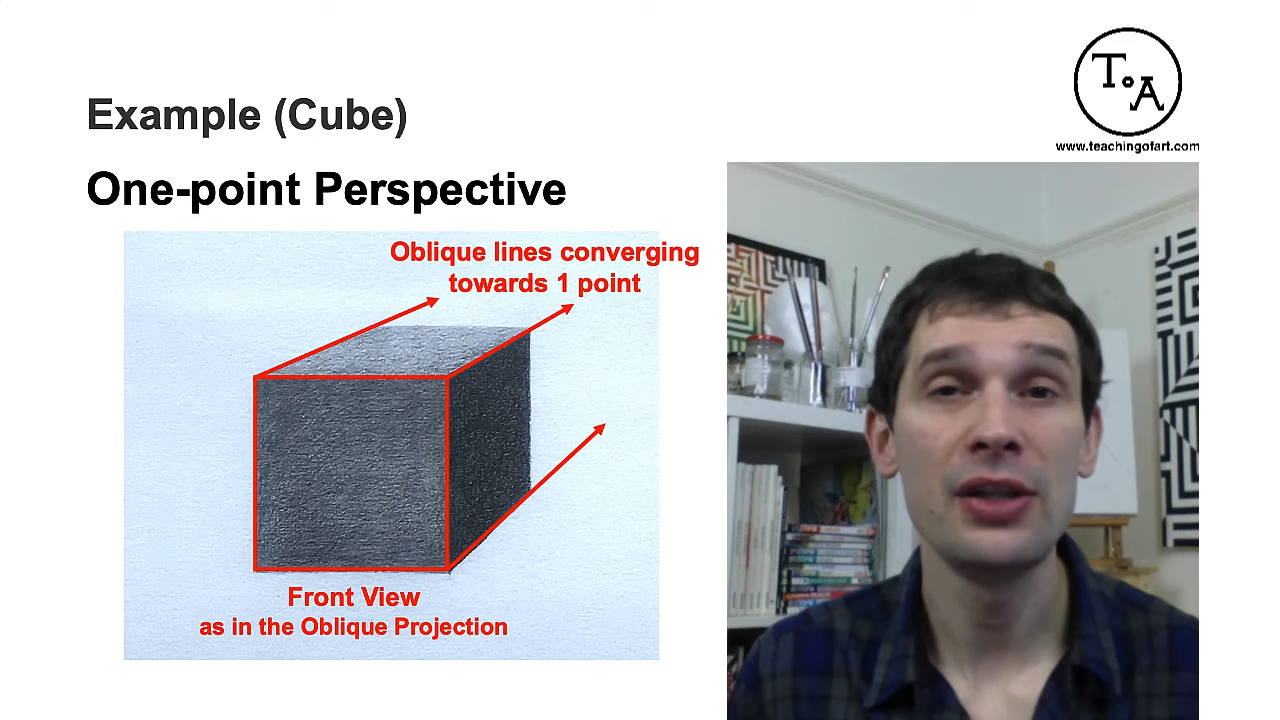 T.A
www.teachingofart.com
Example (Cube)
One-point Perspective
Oblique lines converging
towards 1 point
Front View
as in the Oblique Projection